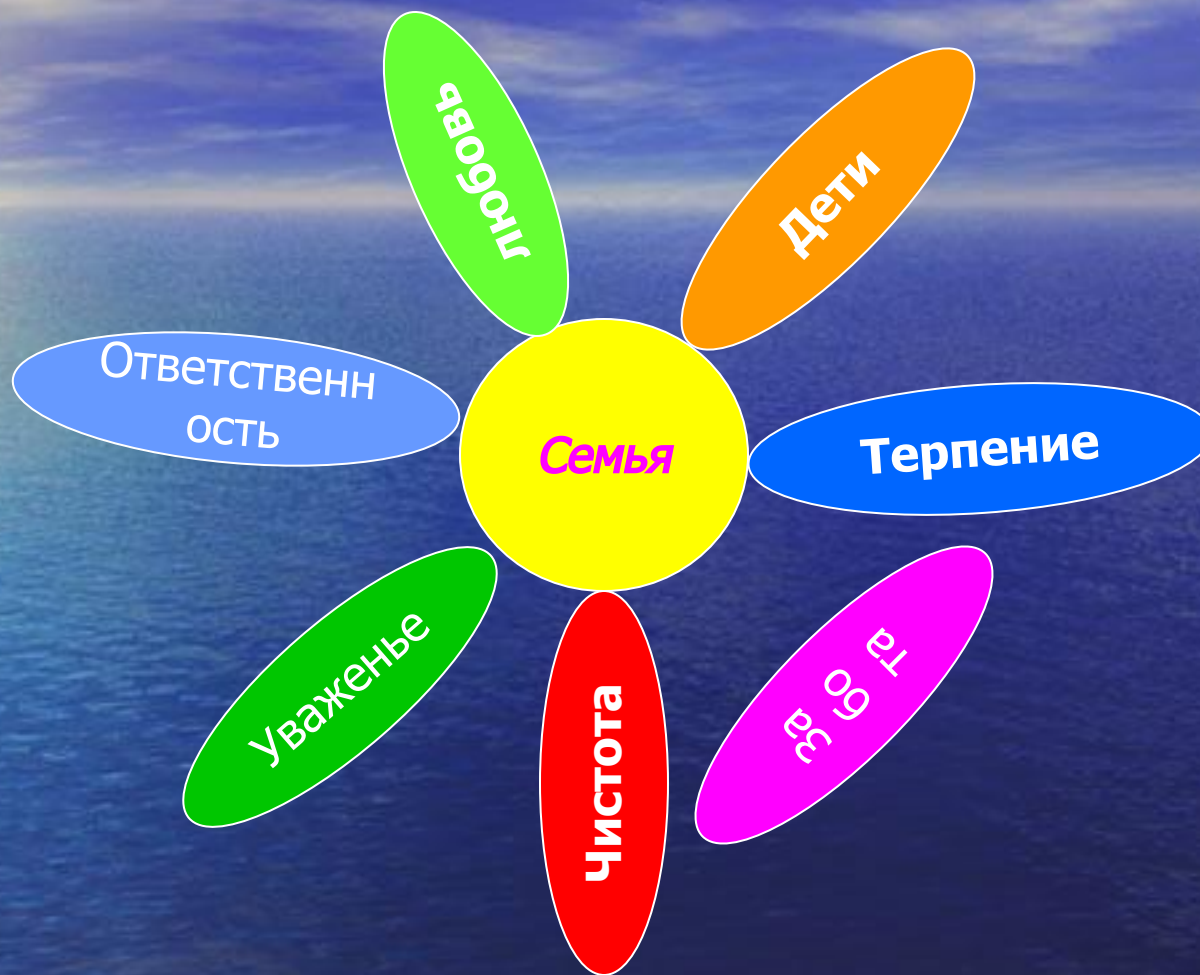 Любовь
Дети
Ответственн
ость
Семья
Терпение
Уваженье
Чистота
За
бо
та